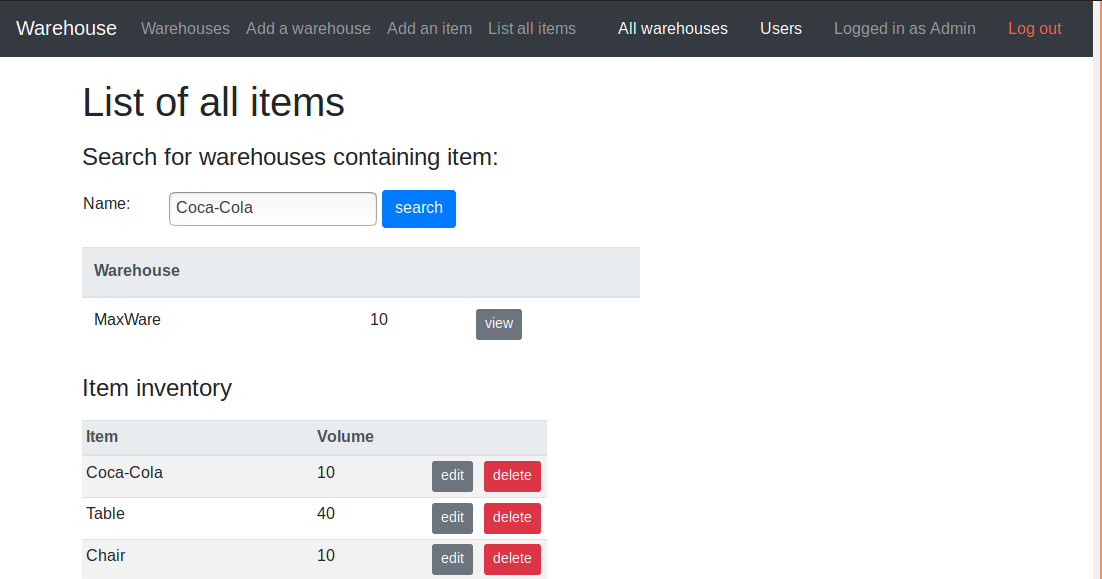 Warehouse Warehouses Add a warehouse Add an item List all items All warehouses Users Logged in as Admin Log out
List of all items
Search for warehouses containing item:
Name: Coca-Cola search
Warehouse
MaxWare 10 view
Item inventory
Item Volume
Coca-Cola 10 edit delete
Table 40 edit delete
Chair 10 edit delete